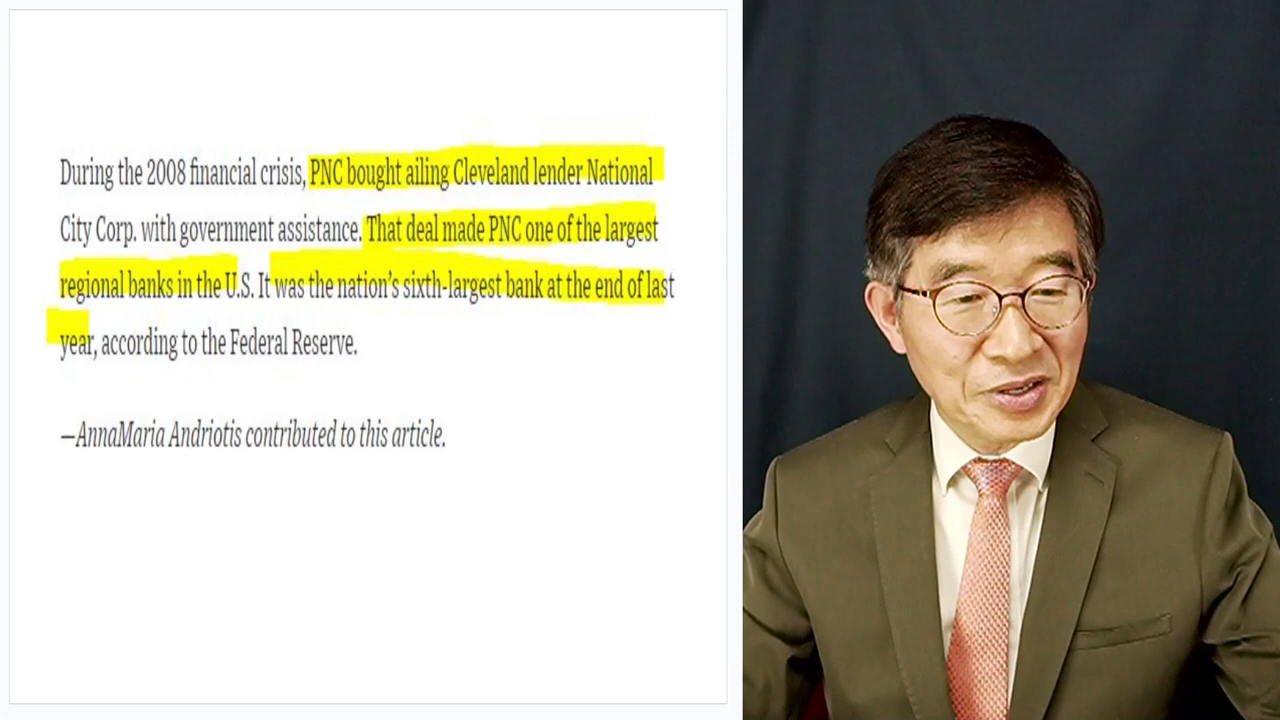 During the 2008 financial crisis, PNC bought ailing Cleveland lender National
City Corp. with government assistance. That deal made PNC one of the largest
regional banks in the U.S. It was the nation’s sixth-largest bank at the end of last
year, according to the Federal Reserve.
—AnnaMaria Andriotis contributed to this article.